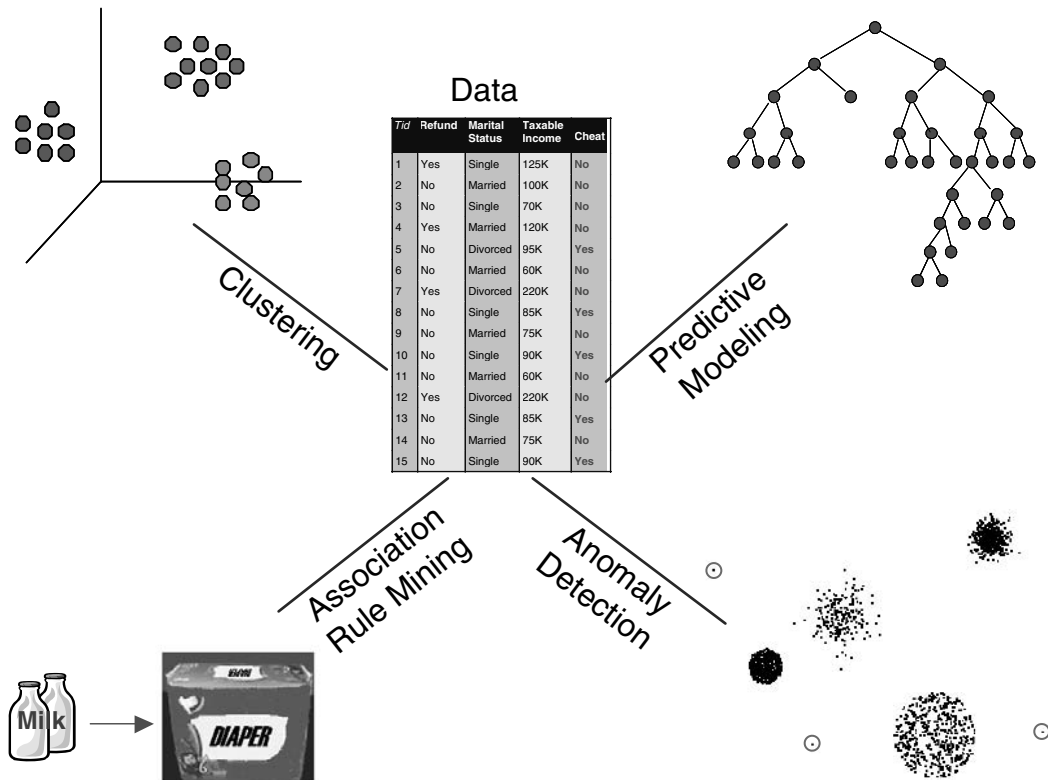 Data
Tid Refund Marital Status Taxable Income Cheat
1 Yes Single 125K No
2 No Married 100K No
3 No Single 70K No
4 Yes Married 120K No
5 No Divorced 95K Yes
6 No Married 60K No
7 Yes Divorced 220K No
8 No Single 85K Yes
9 No Married 75K No
10 No Single 90K Yes
11 No Married 60K No
12 Yes Divorced 220K No
13 No Single 85K Yes
14 No Married 75K No
15 No Single 90K Yes
Clustering
Predictive
Modeling
Association
Rule Mining
Anomaly
Detection
Milk
DIAPER